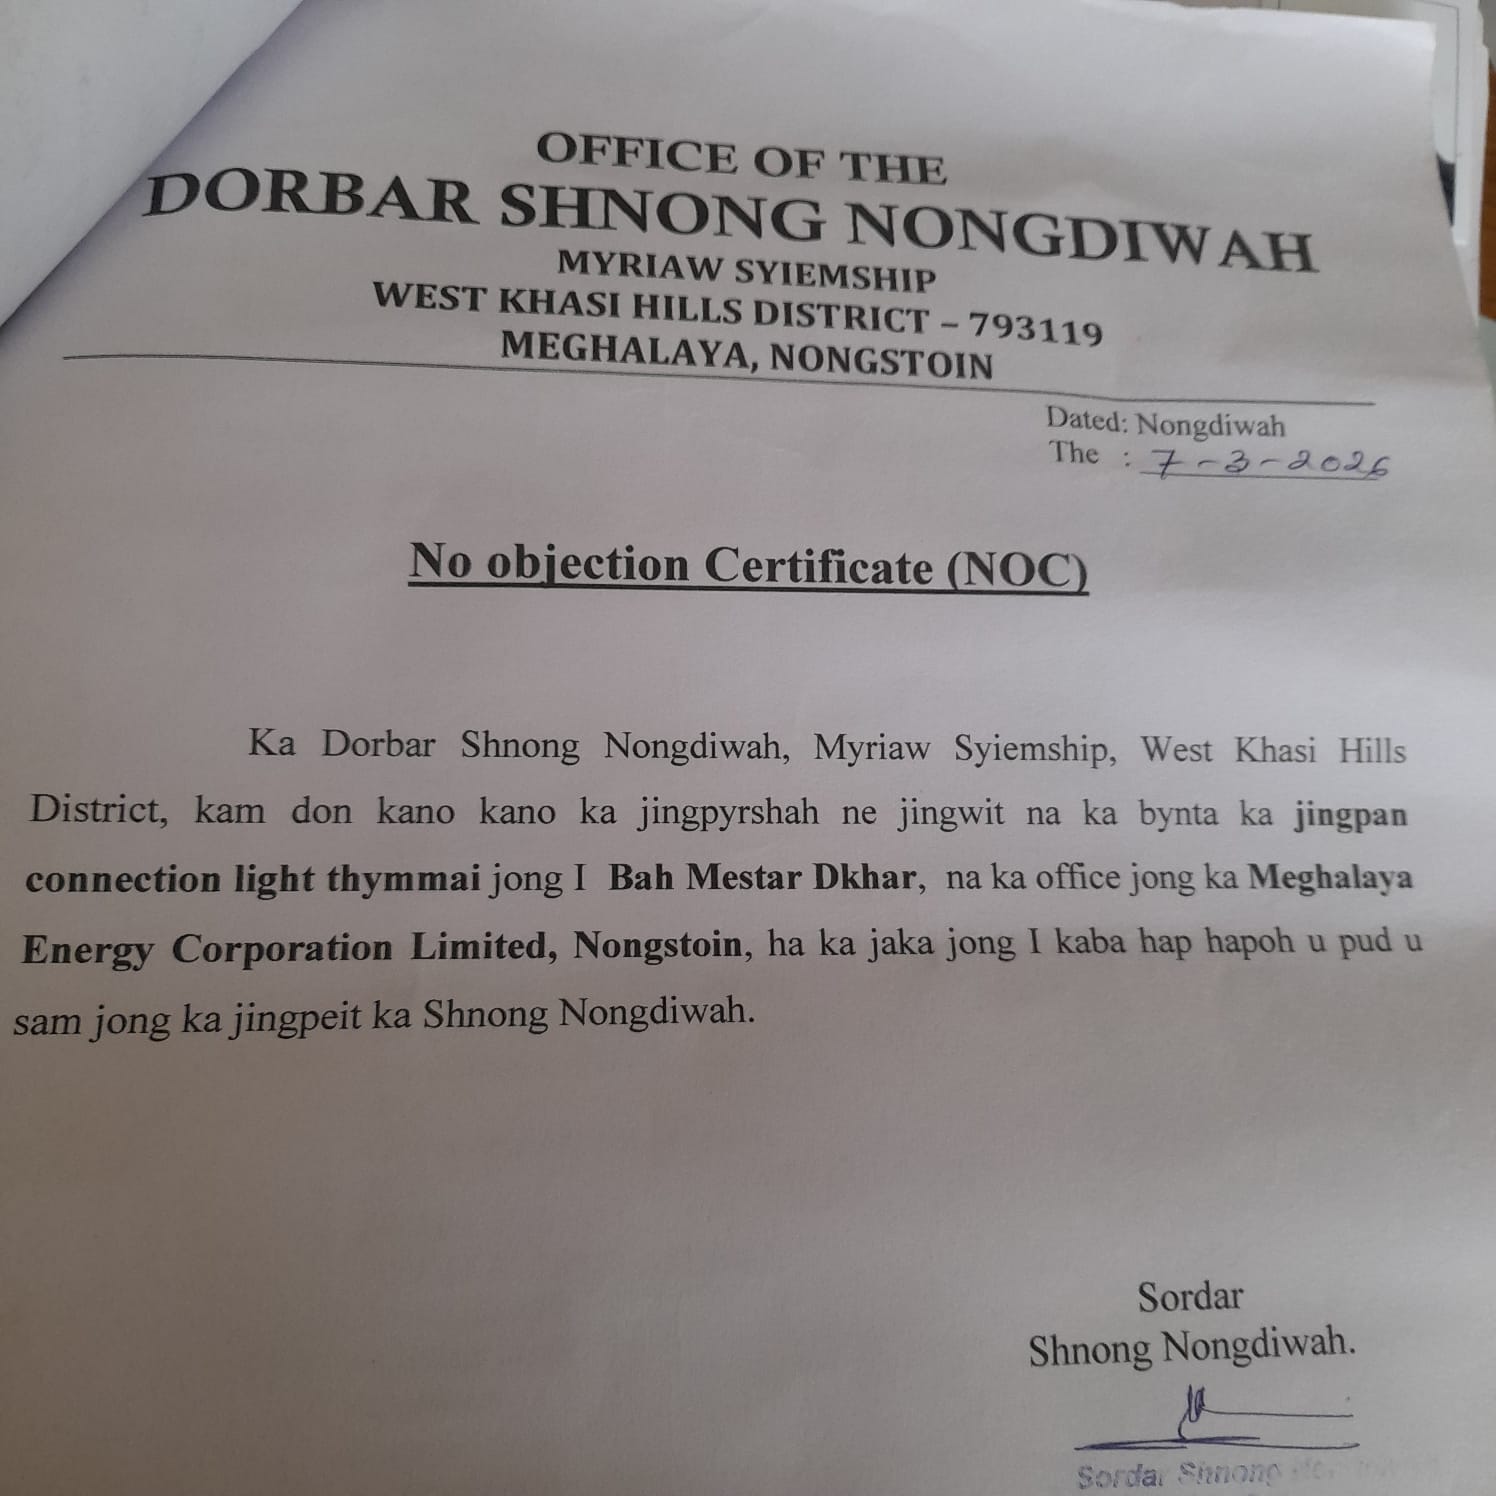 OFFICE OF THE
DORBAR SHNONG NONGDIWAH
MYRIAW SYIEMSHIP
WEST KHASI HILLS DISTRICT – 793119
MEGHALAYA, NONGSTOIN
Dated: Nongdiwah
The : 7-3-2026
No objection Certificate (NOC)
Ka Dorbar Shnong Nongdiwah, Myriaw Syiemship, West Khasi Hills
District, kam don kano kano ka jingpyrshah ne jingwit na ka bynta ka jingpan
connection light thymmai jong I Bah Mestar Dkhar, na ka office jong ka Meghalaya
Energy Corporation Limited, Nongstoin, ha ka jaka jong I kaba hap hapoh u pud u
sam jong ka jingpeit ka Shnong Nongdiwah.
Sordar
Shnong Nongdiwah.
Sordar Shnong